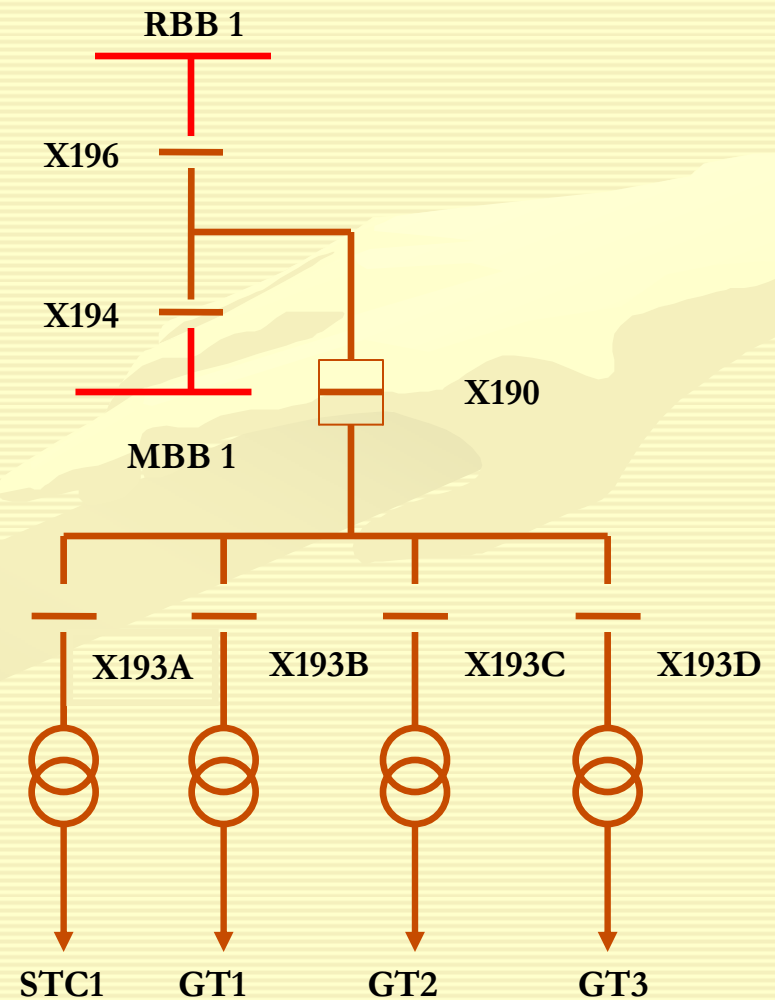 RBB 1
X196
X194
X190
MBB 1
X193A
X193B
X193C
X193D
STC1
GT1
GT2
GT3